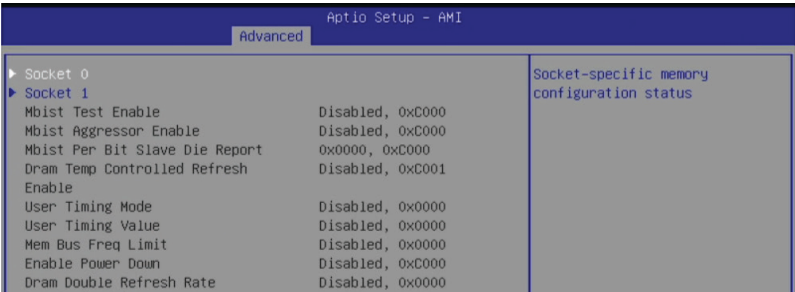 Aptio Setup – AMI
Advanced
Socket 0
Socket 1
Mbist Test Enable Disabled, 0xC000
Mbist Aggressor Enable Disabled, 0xC000
Mbist Per Bit Slave Die Report 0x0000, 0xC000
Dram Temp Controlled Refresh Disabled, 0xC001
Enable
User Timing Mode Disabled, 0x0000
User Timing Value Disabled, 0x0000
Mem Bus Freq Limit Disabled, 0x0000
Enable Power Down Disabled, 0xC000
Dram Double Refresh Rate Disabled, 0x0000
Socket-specific memory
configuration status